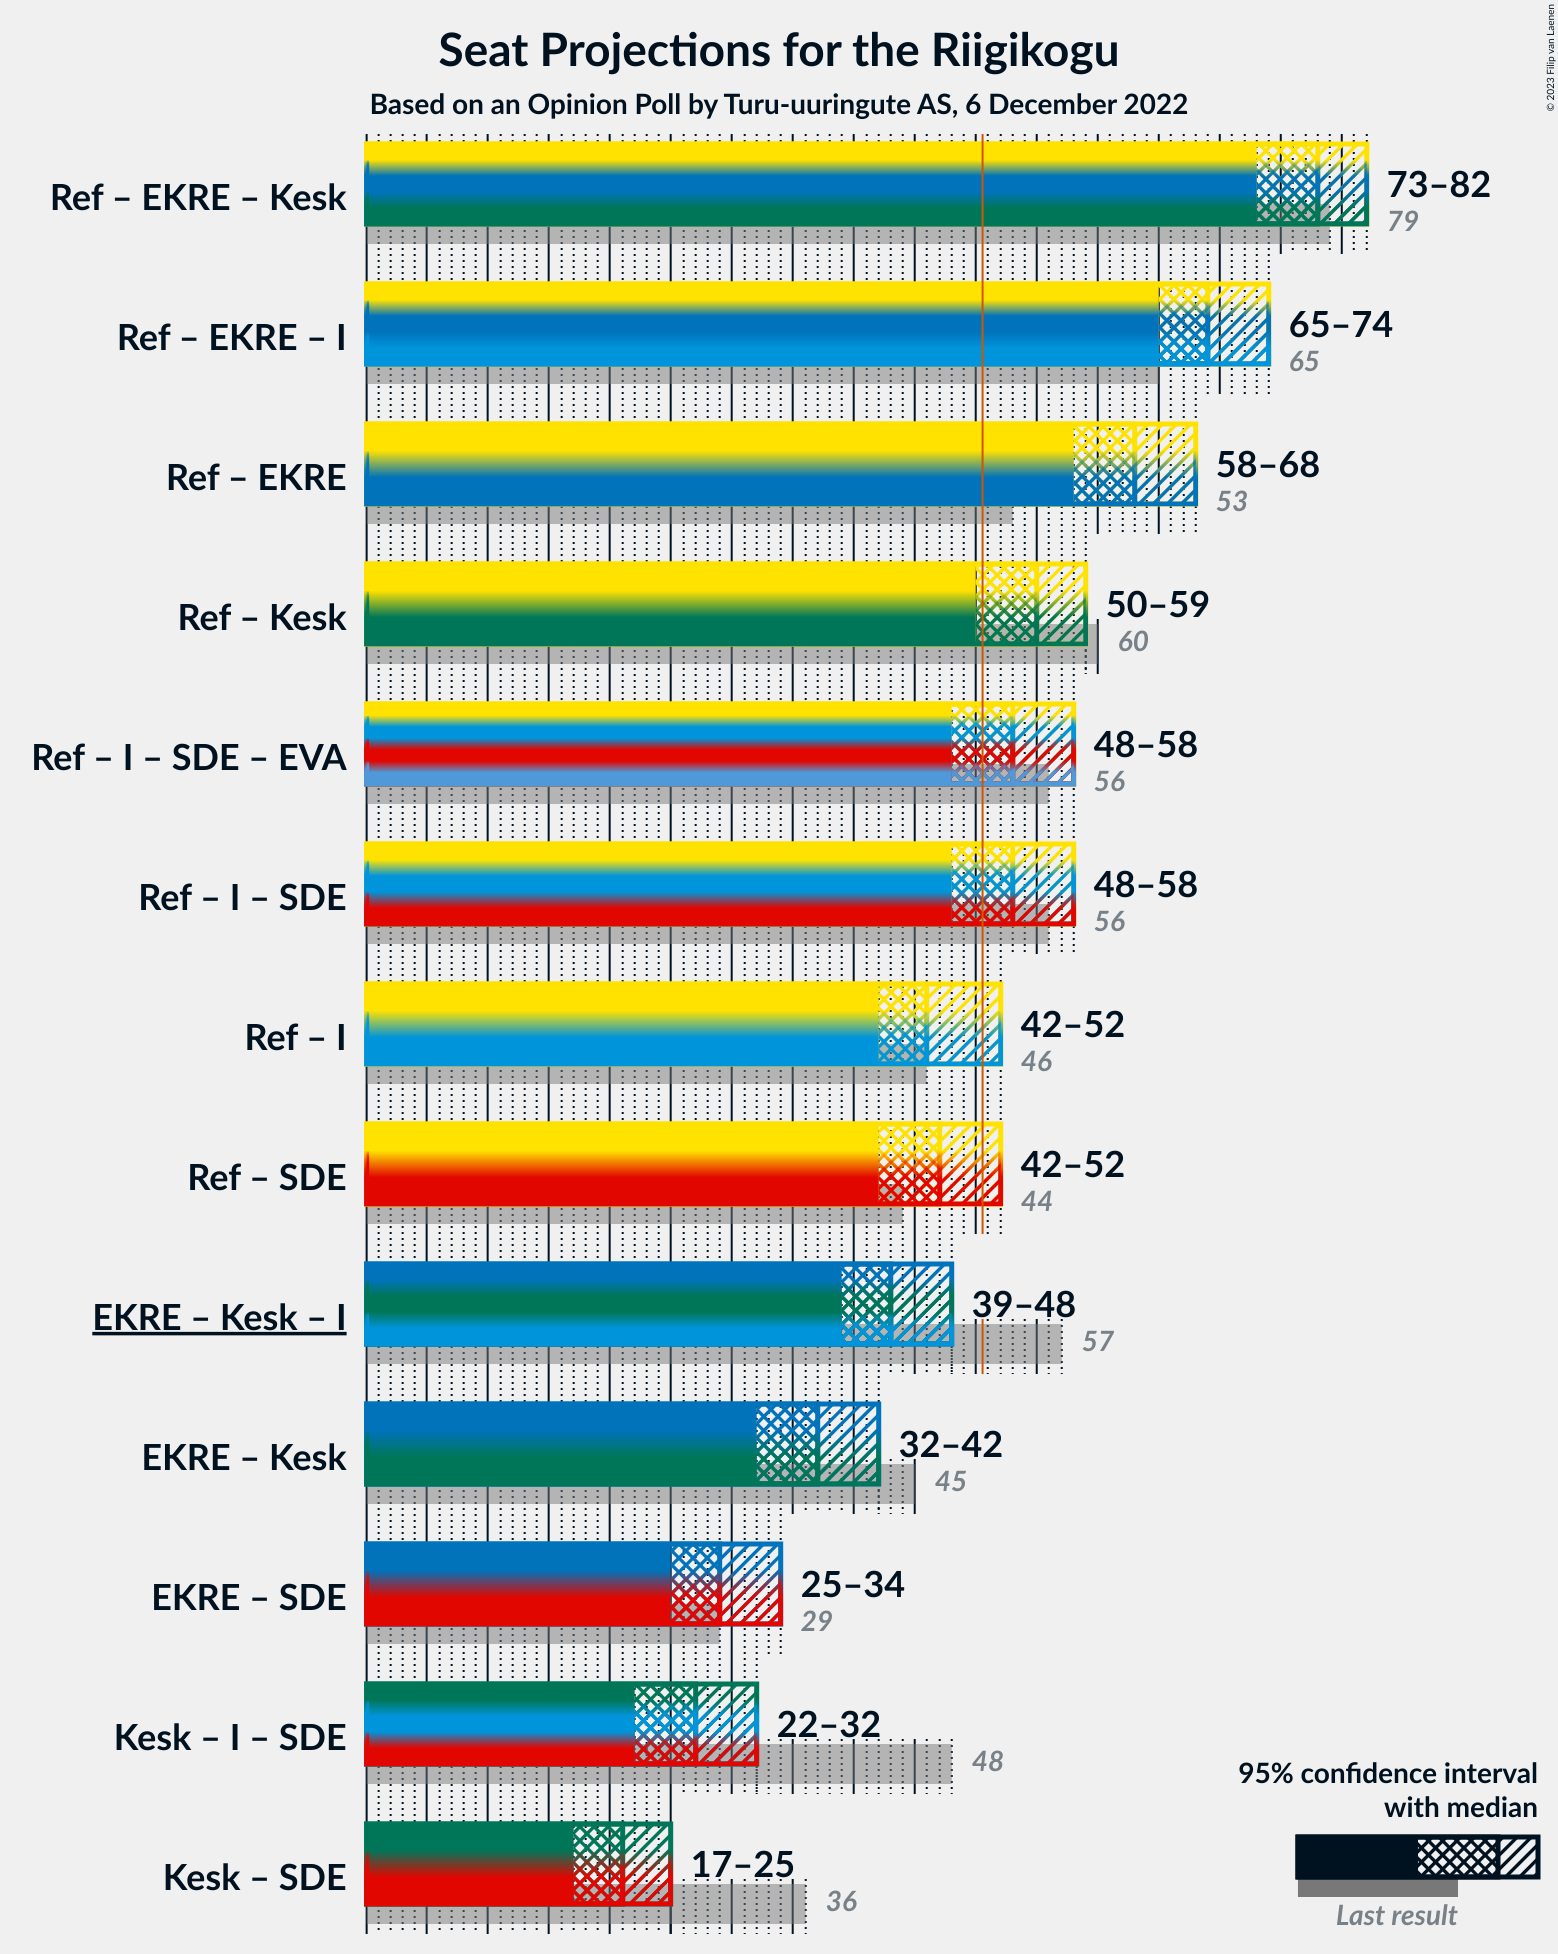 Seat Projections for the Riigikogu
Based on an Opinion Poll by Turu-uuringute AS, 6 December 2022
© 2023 Filip van Laenen
Ref – EKRE – Kesk
73–82
79
Ref – EKRE – I
65–74
65
Ref – EKRE
58–68
53
Ref – Kesk
50–59
60
Ref – I – SDE – EVA
48–58
56
Ref – I – SDE
48–58
56
Ref – I
42–52
46
Ref – SDE
42–52
44
EKRE – Kesk – I
39–48
57
EKRE – Kesk
32–42
45
EKRE – SDE
25–34
29
Kesk – I – SDE
22–32
48
Kesk – SDE
17–25
36
95% confidence interval
with median
Last result